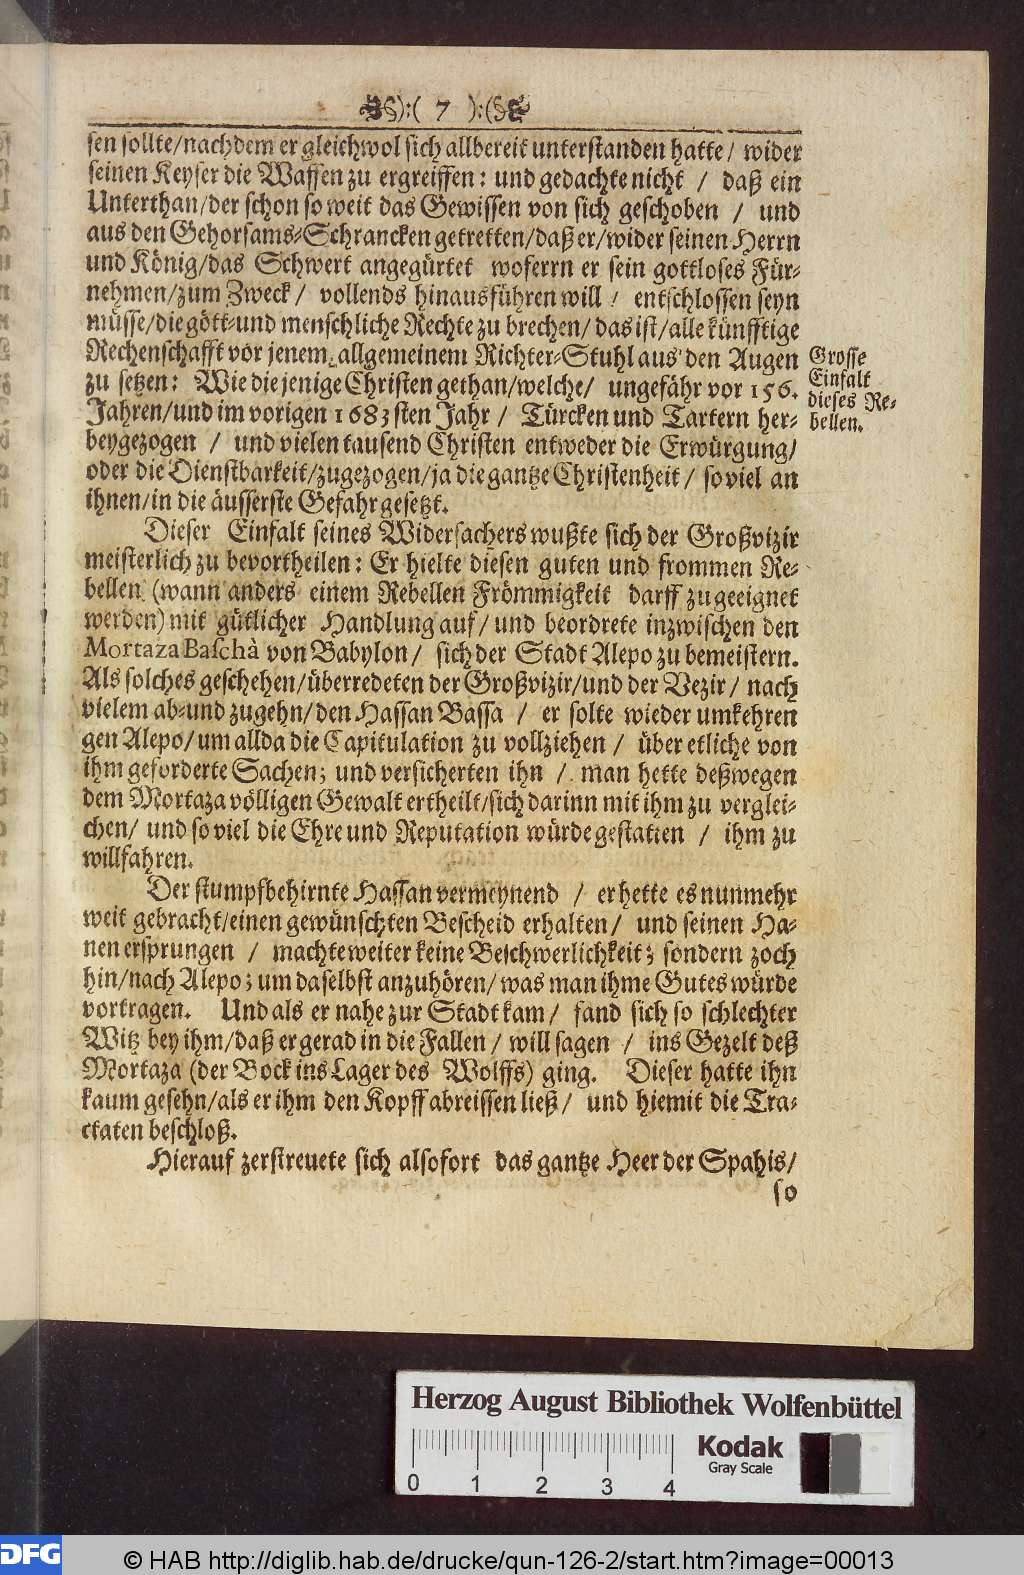 ):( 7 ):(
sen sollte/nachdem er gleichwol sich allbereit unterstanden hatte/ wider
seinen Keyser die Waffen zu ergreiffen: und gedachte nicht / daß ein
Unterthan/der schon so weit das Gewissen von sich geschoben / und
aus den Gehorsams-Schrancken getretten/daß er/wider seinen Herrn
und König/das Schwert angegürtet woferrn er sein gottloses Für-
nehmen/zum Zweck/ vollends hinausführen will / entschlossen seyn
müsse/die gött-und menschliche Rechte zu brechen/das ist/alle künfftige
Rechenschafft vor jenem allgemeinem Richter-Stuhl aus den Augen
zu setzen: Wie diejenige Christen gethan/welche/ ungefähr vor 156.
Jahren/und im vorigen 1683sten Jahr / Türcken und Tartern her-
beygezogen / und vielen tausend Christen entweder die Erwürgung/
oder die Dienstbarkeit/zugezogen/ja die gantze Christenheit / so viel an
ihnen/in die äusserste Gefahr gesetzt.
Grosse
Einfalt
dieses Re-
bellen.
Dieser Einfalt seines Widersachers wußte sich der Großvizir
meisterlich zu bevortheilen: Er hielte diesen guten und frommen Re-
bellen (wann anders einem Rebellen Frömmigkeit darff zugeeignet
werden) mit gütlicher Handlung auf/ und beordrete inzwischen den
Mortaza Baschà von Babylon/ sich der Stadt Alepo zu bemeistern.
Als solches geschehen/überredeten der Großvizir/und der Vezir/ nach
vielem ab-und zugehn/den Hassan Bassa / er solte wieder umkehren
gen Alepo/um allda die Capitulation zu vollziehen / über etliche von
ihm geforderte Sachen; und versicherten ihn / man hette deßwegen
dem Mortaza völligen Gewalt ertheilt/sich darinn mit ihm zu verglei-
chen/ und so viel die Ehre und Reputation würde gestatten / ihm zu
willfahren.
Der stumpfbehirnte Hassan vermeynend / er hette es nunmehr
weit gebracht/einen gewünschten Bescheid erhalten/ und seinen Ha-
nen ersprungen / machte weiter keine Beschwerlichkeit; sondern zoch
hin/nach Alepo; um daselbst anzuhören/was man ihme Gutes würde
vortragen. Und als er nahe zur Stadt kam/ fand sich so schlechter
Witz bey ihm/daß er gerad in die Fallen / will sagen / ins Gezelt deß
Mortaza (der Bock ins Lager des Wolffs) ging. Dieser hatte ihn
kaum gesehn/als er ihm den Kopff abreissen ließ/ und hiemit die Tra-
ctaten beschloß.
Hierauf zerstreuete sich alsofort das gantze Heer der Spahis/
so
Herzog August Bibliothek Wolfenbüttel
Kodak
Gray Scale
0 1 2 3 4
DFG © HAB http://diglib.hab.de/drucke/qun-126-2/start.htm?image=00013